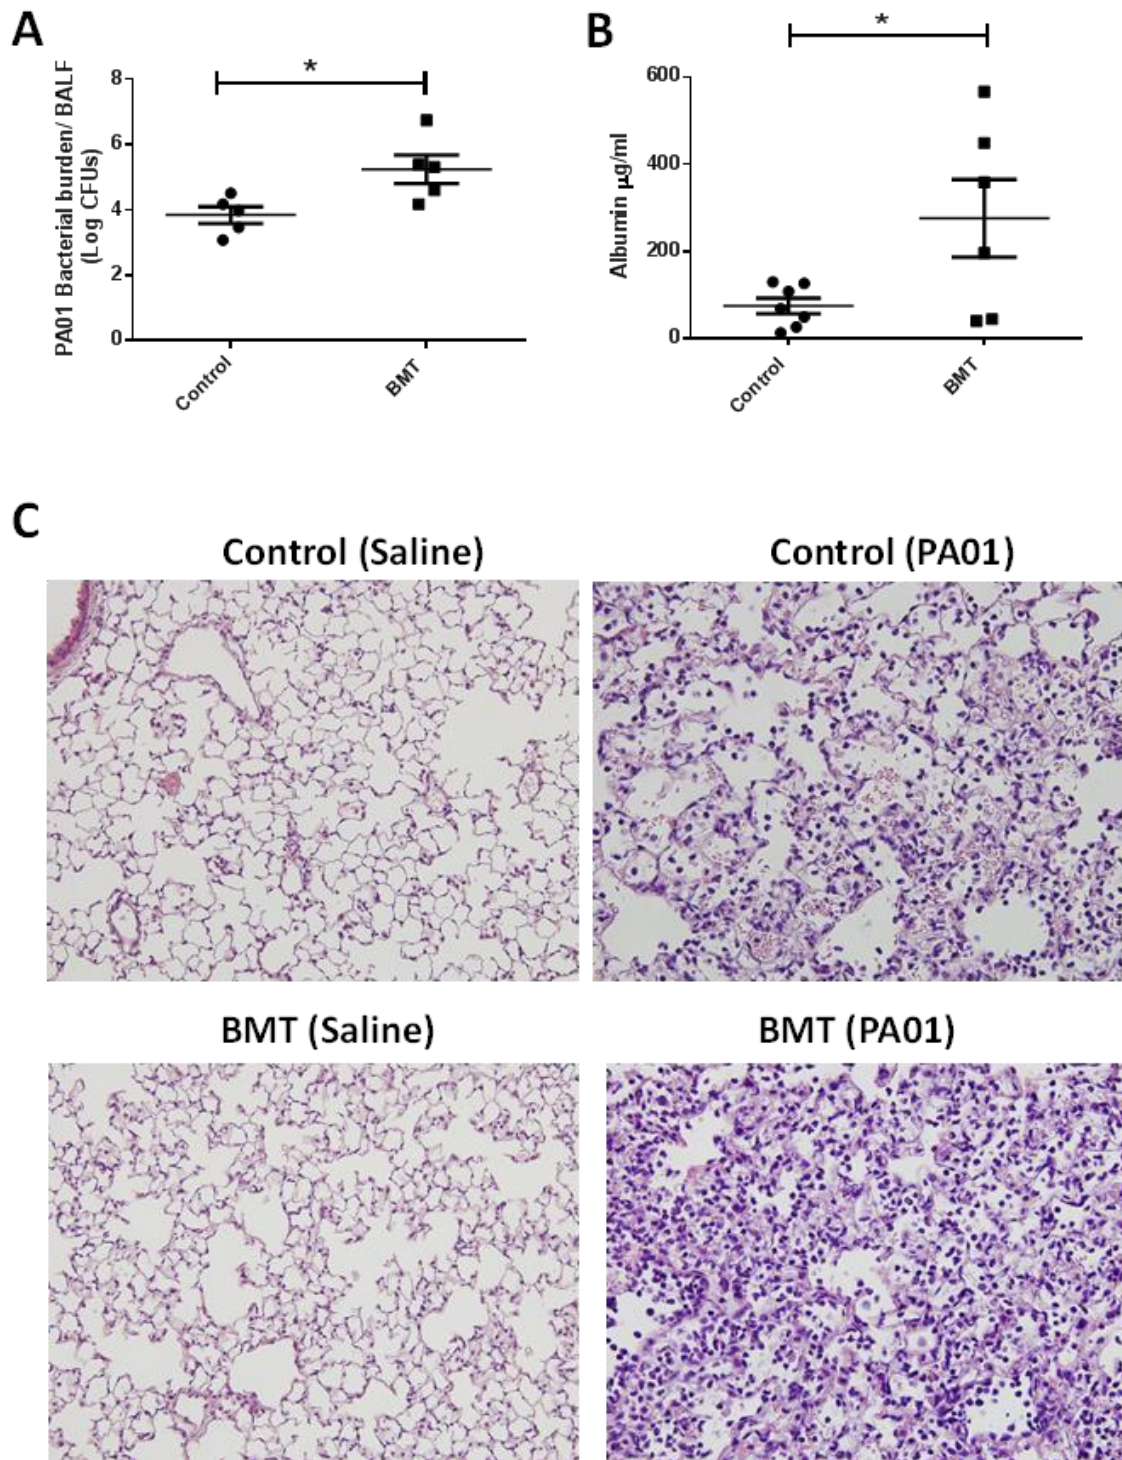 A
PA01 Bacterial burden/ BALF
(Log CFUs)
8
6
4
2
0
*
Control
BMT
B
Albumin μg/ml
600
400
200
0
*
Control
BMT
C
Control (Saline)
Control (PA01)
BMT (Saline)
BMT (PA01)